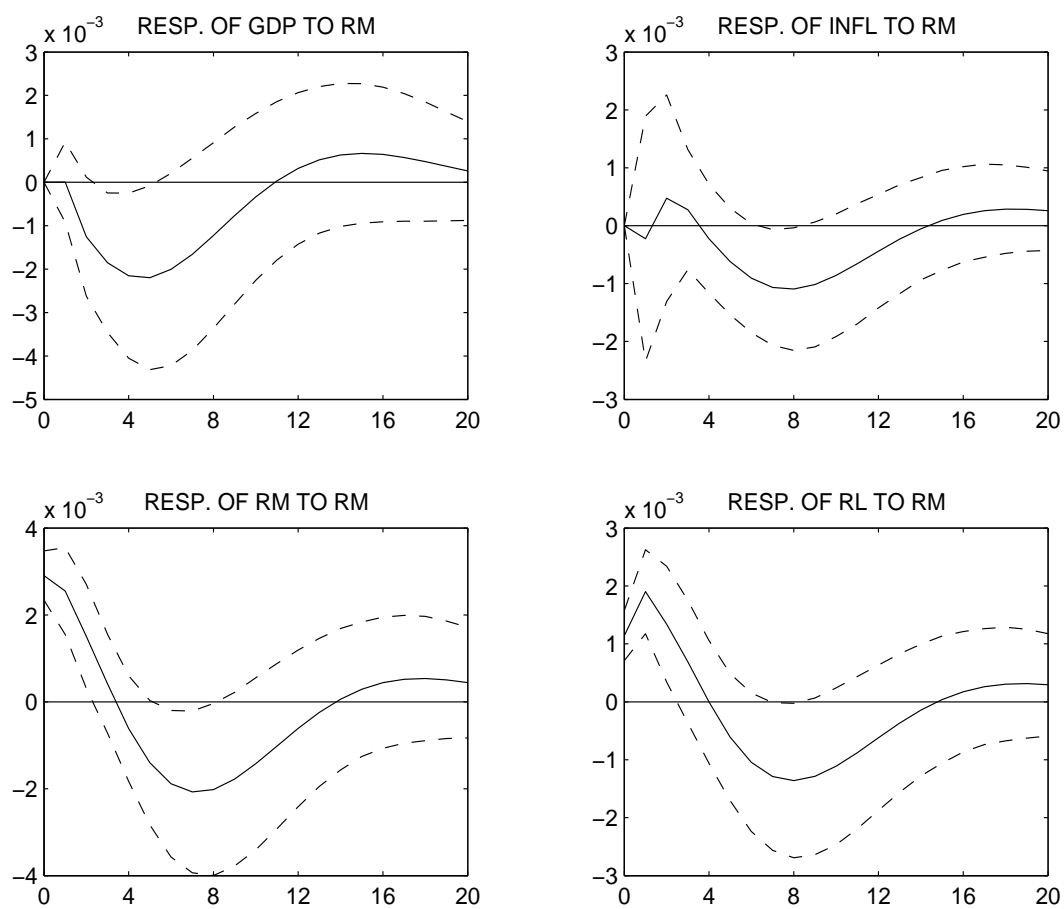 x 10⁻³
RESP. OF GDP TO RM
3
2
1
0
−1
−2
−3
−4
−5
0 4 8 12 16 20
x 10⁻³
RESP. OF INFL TO RM
3
2
1
0
−1
−2
−3
0 4 8 12 16 20
x 10⁻³
RESP. OF RM TO RM
4
2
0
−2
−4
0 4 8 12 16 20
x 10⁻³
RESP. OF RL TO RM
3
2
1
0
−1
−2
−3
0 4 8 12 16 20